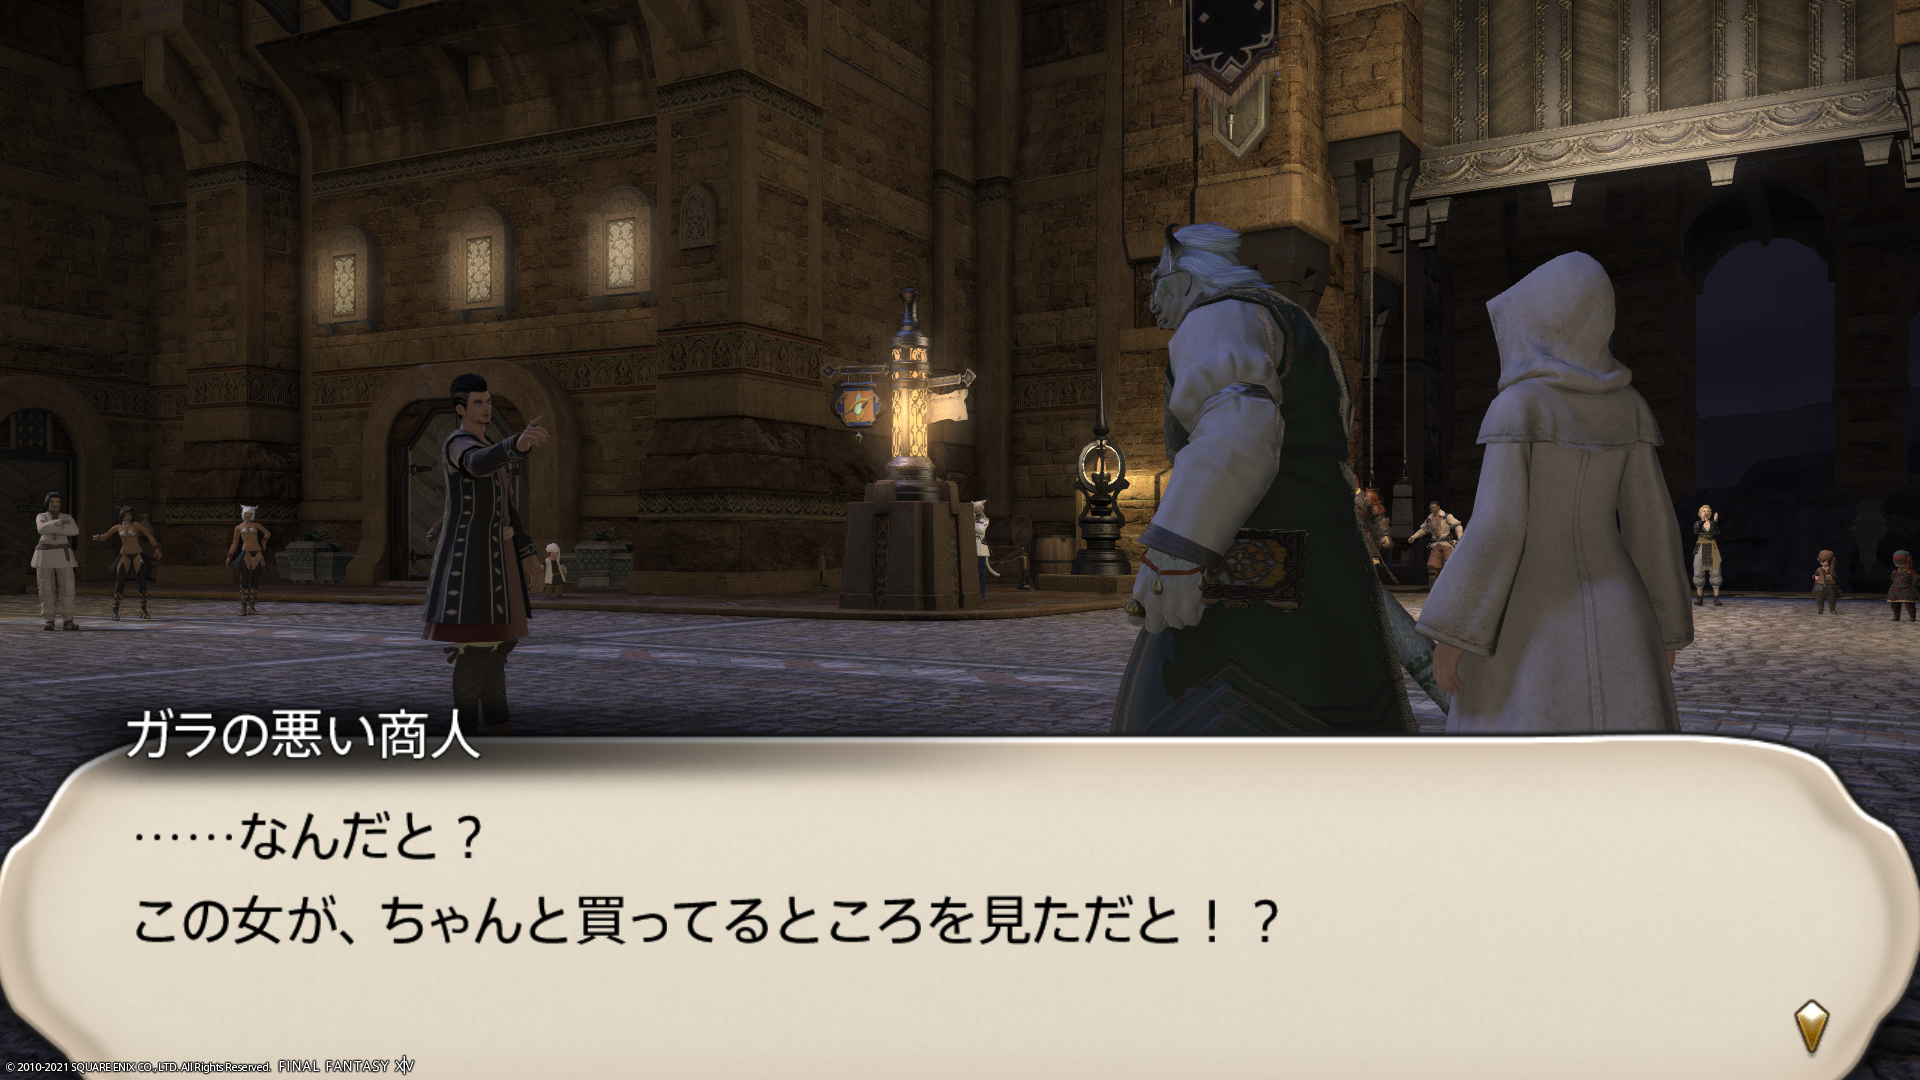 ガラの悪い商人
……なんだと？
この女が、ちゃんと買ってるところを見ただと！？
© 2010-2021 SQUARE ENIX CO., LTD. All Rights Reserved. FINAL FANTASY XIV